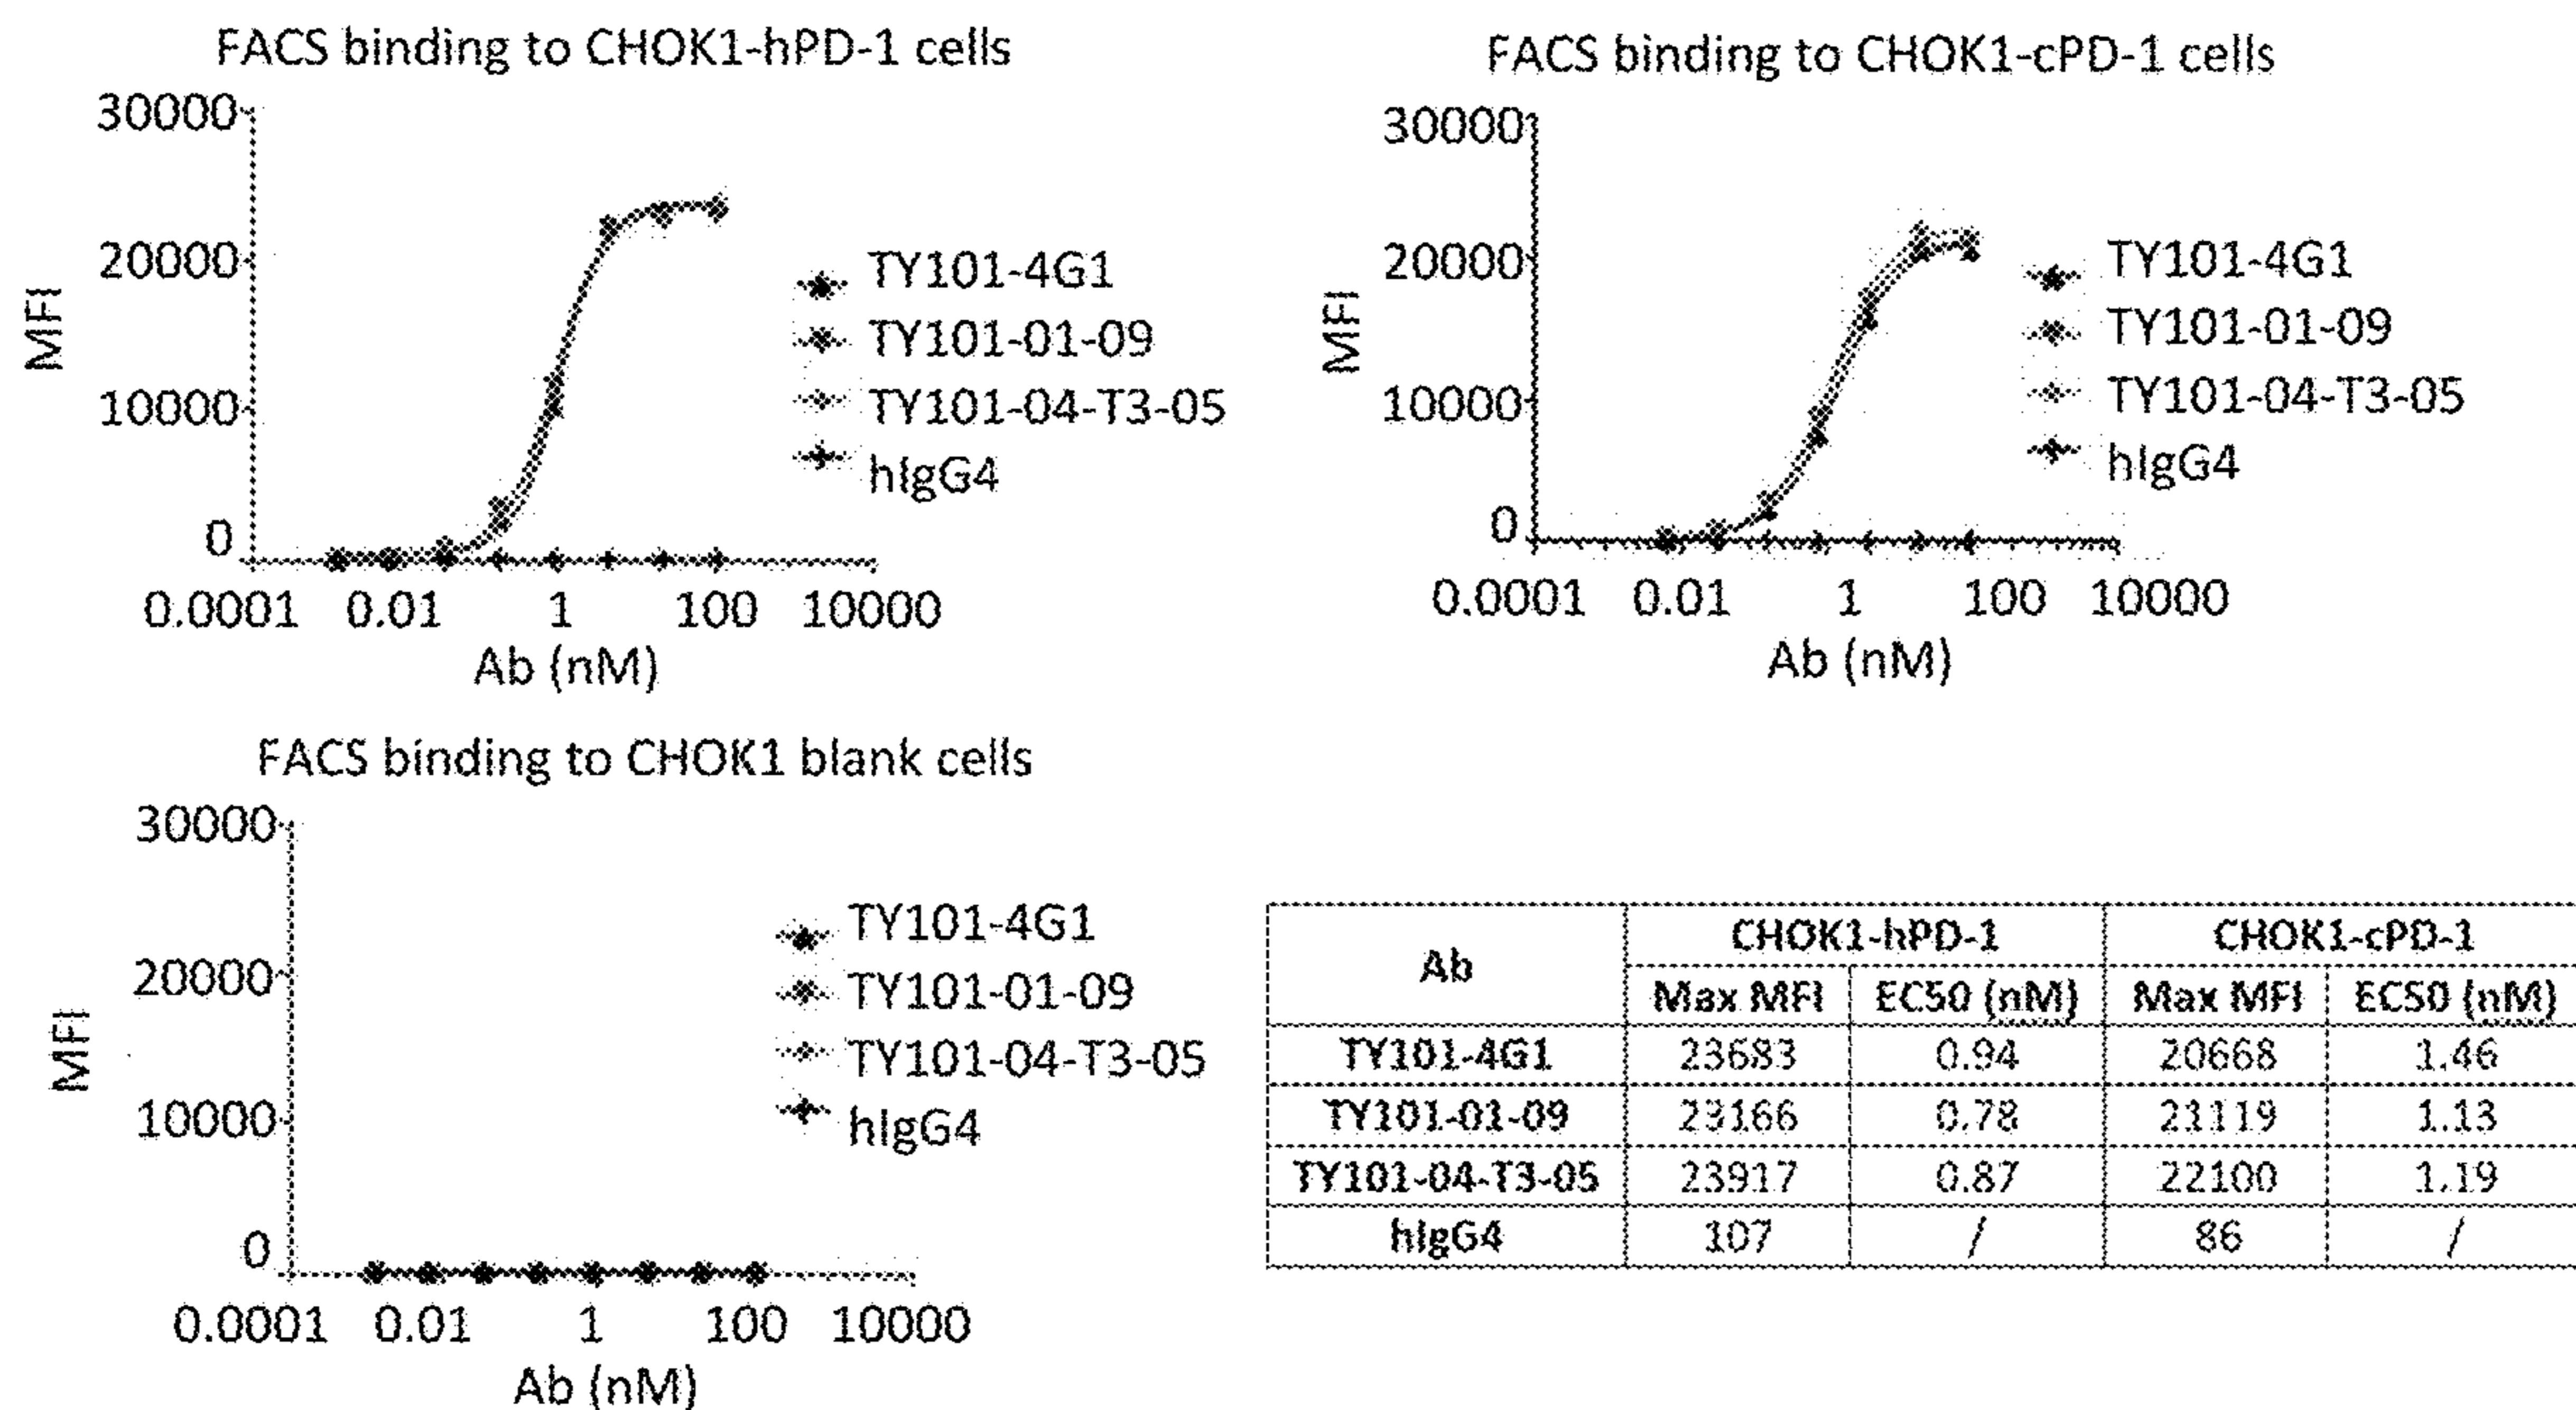 FACS binding to CHOK1-hPD-1 cells
30000
20000
10000
0
MFI
0.0001 0.01 1 100 10000
Ab (nM)
TY101-4G1
TY101-01-09
TY101-04-T3-05
hIgG4
FACS binding to CHOK1-cPD-1 cells
30000
20000
10000
0
MFI
0.0001 0.01 1 100 10000
Ab (nM)
TY101-4G1
TY101-01-09
TY101-04-T3-05
hIgG4
FACS binding to CHOK1 blank cells
30000
20000
10000
0
MFI
0.0001 0.01 1 100 10000
Ab (nM)
TY101-4G1
TY101-01-09
TY101-04-T3-05
hIgG4
Ab CHOK1-hPD-1 CHOK1-cPD-1
Max MFI EC50 (nM) Max MFI EC50 (nM)
TY101-4G1 23683 0.94 20668 1.46
TY101-01-09 23166 0.78 21119 1.13
TY101-04-T3-05 23917 0.87 22100 1.19
hIgG4 107 / 86 /